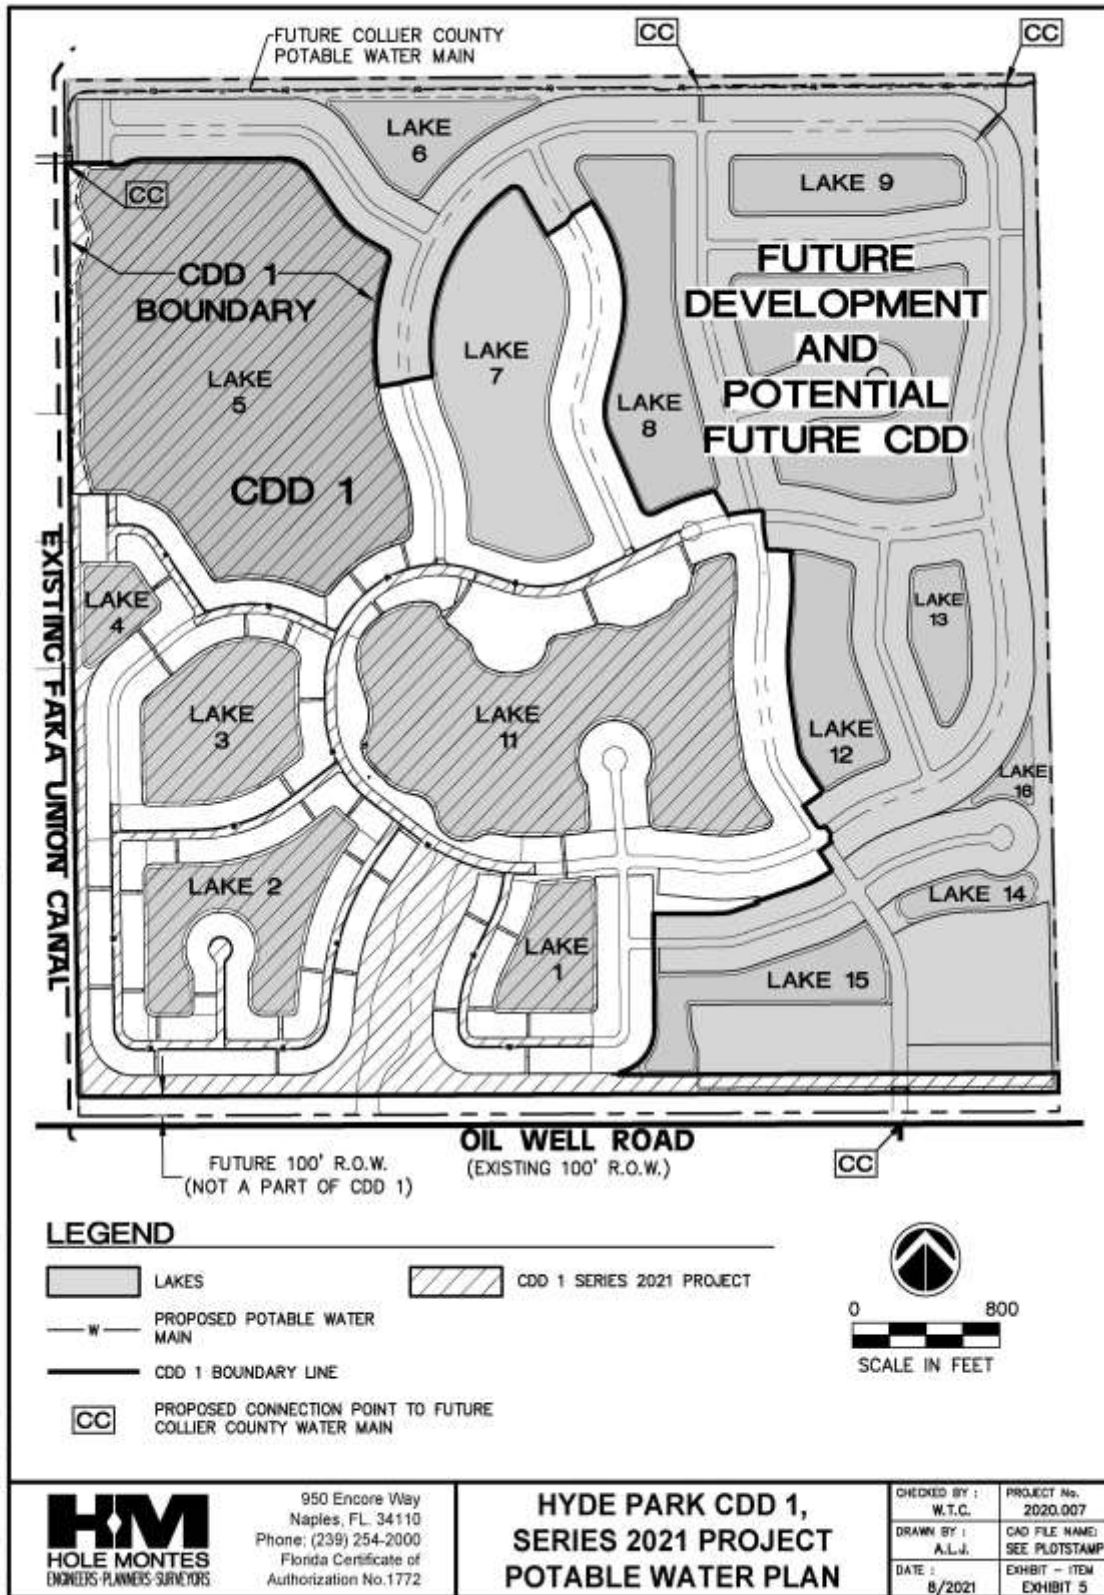 FUTURE COLLIER COUNTY
POTABLE WATER MAIN
CC
CC
LAKE
6
LAKE 9
CC
CDD 1
BOUNDARY
FUTURE
DEVELOPMENT
AND
POTENTIAL
FUTURE CDD
LAKE
7
LAKE
5
LAKE
8
CDD 1
EXISTING FAKA UNION CANAL
LAKE
4
LAKE
13
LAKE
3
LAKE
11
LAKE
12
LAKE
16
LAKE 2
LAKE 14
LAKE
1
LAKE 15
OIL WELL ROAD
(EXISTING 100' R.O.W.)
CC
FUTURE 100' R.O.W.
(NOT A PART OF CDD 1)
LEGEND
LAKES
CDD 1 SERIES 2021 PROJECT
W
PROPOSED POTABLE WATER
MAIN
CDD 1 BOUNDARY LINE
CC
PROPOSED CONNECTION POINT TO FUTURE
COLLIER COUNTY WATER MAIN
0 800
SCALE IN FEET
HM
HOLE MONTES
ENGINEERS·PLANNERS·SURVEYORS
950 Encore Way
Naples, FL. 34110
Phone: (239) 254-2000
Florida Certificate of
Authorization No.1772
HYDE PARK CDD 1,
SERIES 2021 PROJECT
POTABLE WATER PLAN
CHECKED BY :
W.T.C.
PROJECT No.
2020.007
DRAWN BY :
A.L.J.
CAD FILE NAME:
SEE PLOTSTAMP
DATE :
8/2021
EXHIBIT - ITEM
EXHIBIT 5